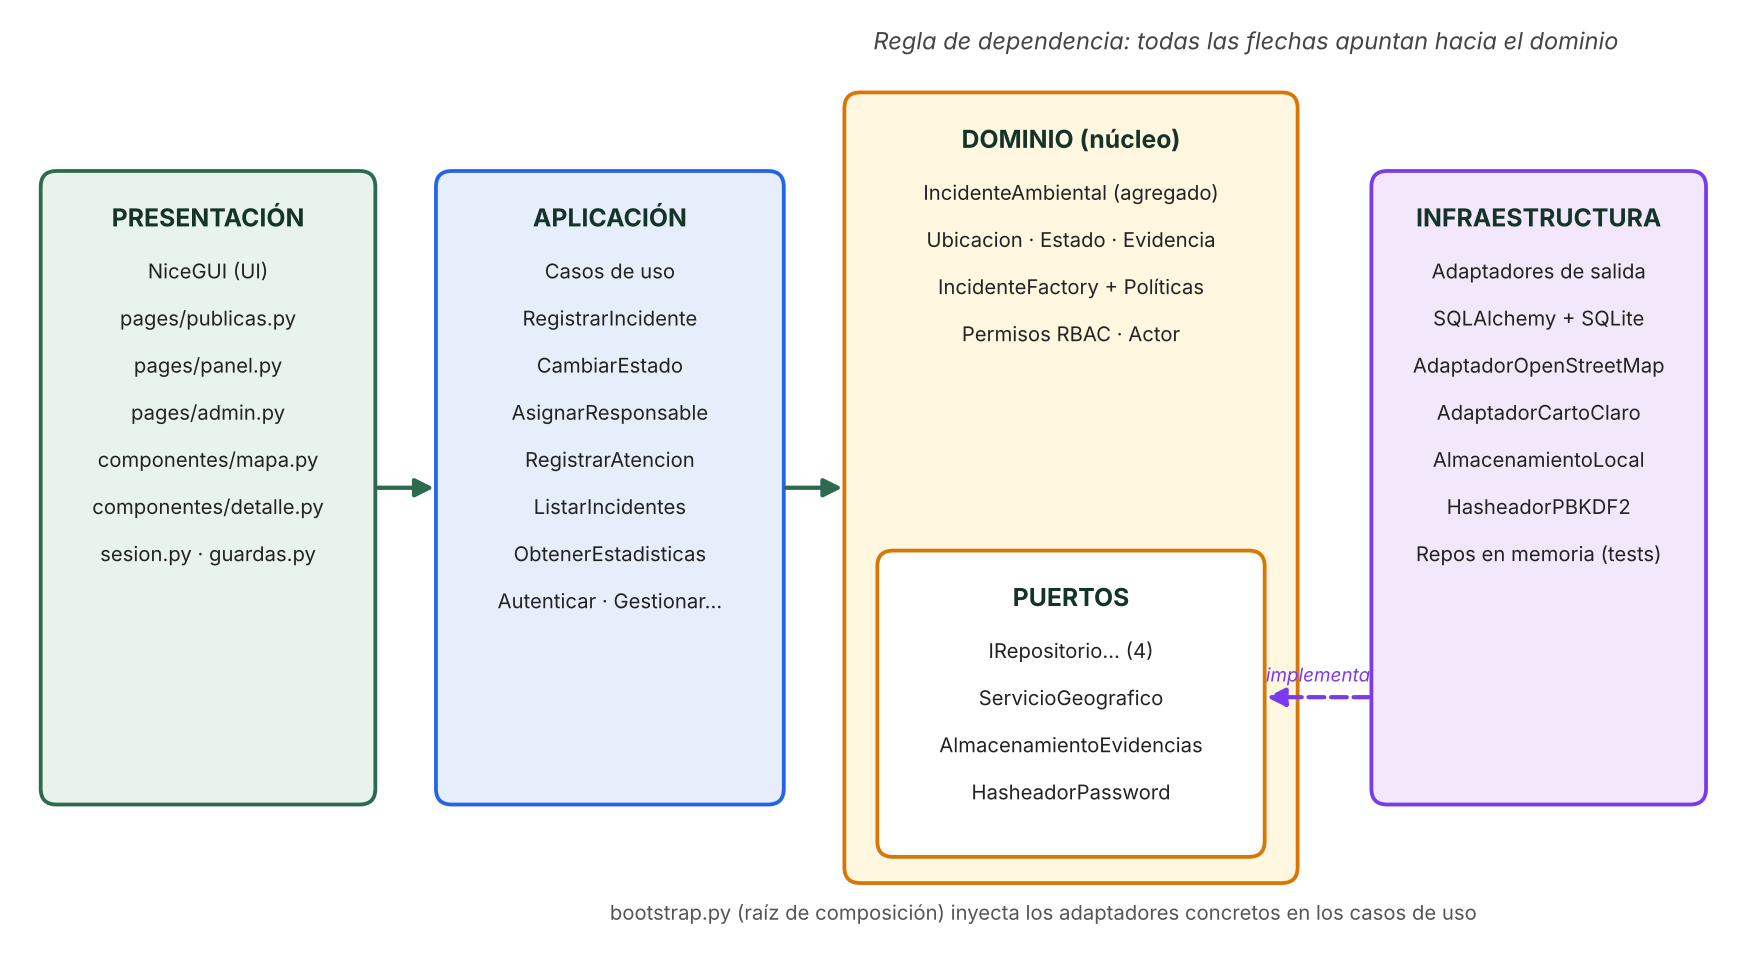 Regla de dependencia: todas las flechas apuntan hacia el dominio
PRESENTACIÓN
NiceGUI (UI)
pages/publicas.py
pages/panel.py
pages/admin.py
componentes/mapa.py
componentes/detalle.py
sesion.py · guardas.py
APLICACIÓN
Casos de uso
RegistrarIncidente
CambiarEstado
AsignarResponsable
RegistrarAtencion
ListarIncidentes
ObtenerEstadisticas
Autenticar · Gestionar...
DOMINIO (núcleo)
IncidenteAmbiental (agregado)
Ubicacion · Estado · Evidencia
IncidenteFactory + Políticas
Permisos RBAC · Actor
PUERTOS
IRepositorio... (4)
ServicioGeografico
AlmacenamientoEvidencias
HasheadorPassword
implementa
INFRAESTRUCTURA
Adaptadores de salida
SQLAlchemy + SQLite
AdaptadorOpenStreetMap
AdaptadorCartoClaro
AlmacenamientoLocal
HasheadorPBKDF2
Repos en memoria (tests)
bootstrap.py (raíz de composición) inyecta los adaptadores concretos en los casos de uso